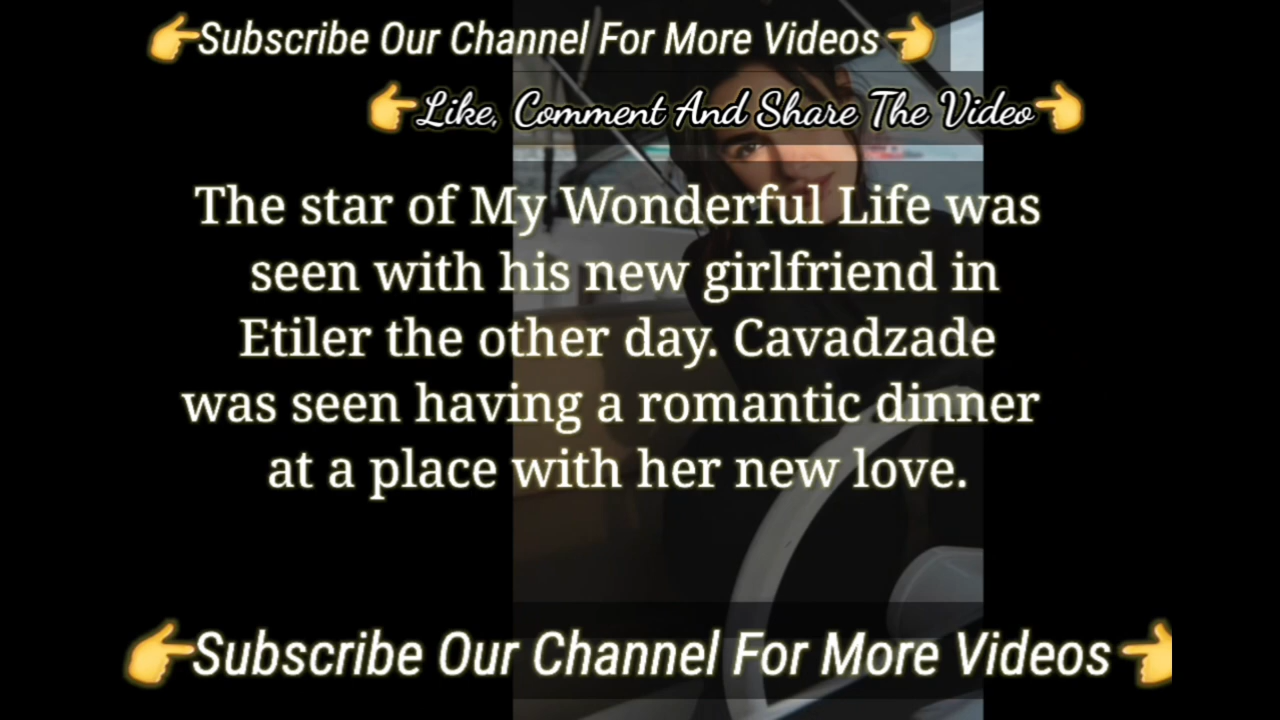 👉Subscribe Our Channel For More Videos👈
👉Like, Comment And Share The Video👈
The star of My Wonderful Life was
seen with his new girlfriend in
Etiler the other day. Cavadzade
was seen having a romantic dinner
at a place with her new love.
👉Subscribe Our Channel For More Videos👈